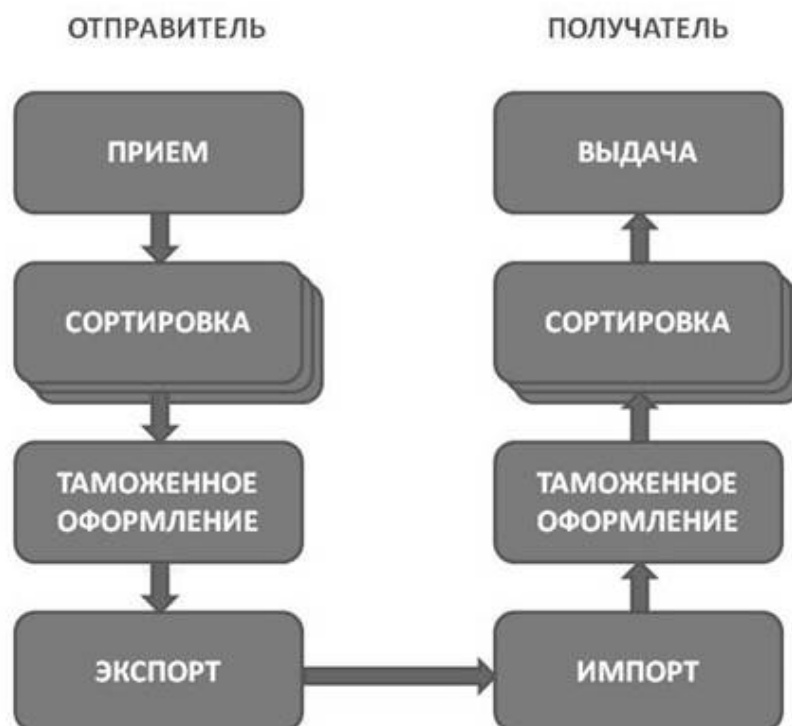 ОТПРАВИТЕЛЬ
ПОЛУЧАТЕЛЬ
ПРИЕМ
ВЫДАЧА
СОРТИРОВКА
СОРТИРОВКА
ТАМОЖЕННОЕ
ОФОРМЛЕНИЕ
ТАМОЖЕННОЕ
ОФОРМЛЕНИЕ
ЭКСПОРТ
ИМПОРТ